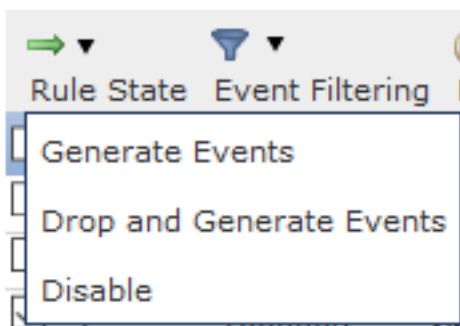 Rule State Event Filtering
Generate Events
Drop and Generate Events
Disable